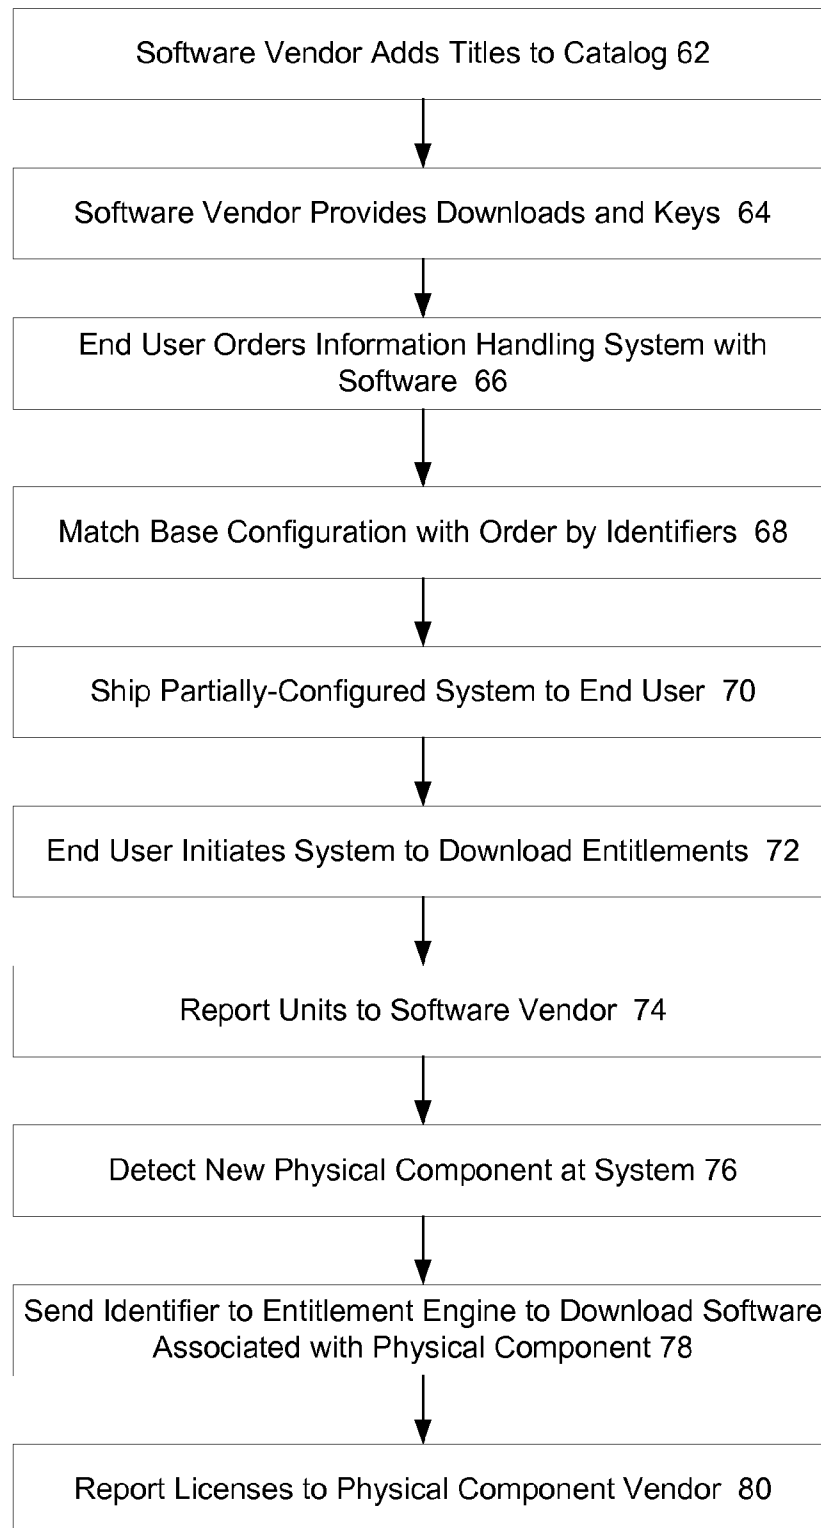 Software Vendor Adds Titles to Catalog 62
Software Vendor Provides Downloads and Keys 64
End User Orders Information Handling System with
Software 66
Match Base Configuration with Order by Identifiers 68
Ship Partially-Configured System to End User 70
End User Initiates System to Download Entitlements 72
Report Units to Software Vendor 74
Detect New Physical Component at System 76
Send Identifier to Entitlement Engine to Download Software
Associated with Physical Component 78
Report Licenses to Physical Component Vendor 80